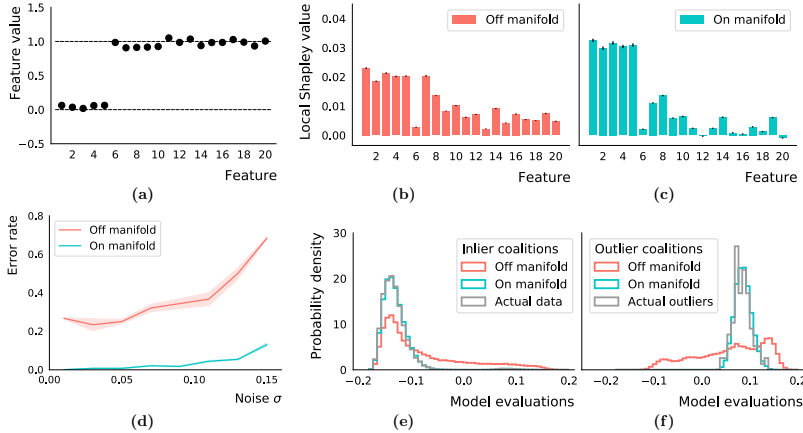 Feature value
1.5
1.0
0.5
0.0
−0.5
2 4 6 8 10 12 14 16 18 20
Feature
(a)
Local Shapley value
0.04
0.03
0.02
0.01
0.00
Off manifold
2 4 6 8 10 12 14 16 18 20
Feature
(b)
On manifold
2 4 6 8 10 12 14 16 18 20
Feature
(c)
Error rate
0.8
0.6
0.4
0.2
0.0
Off manifold
On manifold
0.00 0.05 0.10 0.15
Noise σ
(d)
Probability density
30
20
10
0
Inlier coalitions
Off manifold
On manifold
Actual data
−0.2 −0.1 0.0 0.1 0.2
Model evaluations
(e)
Outlier coalitions
Off manifold
On manifold
Actual outliers
−0.2 −0.1 0.0 0.1 0.2
Model evaluations
(f)